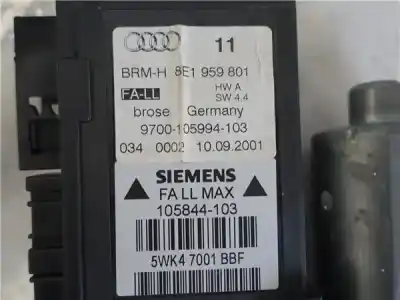 11
BRM-H 8E1 959 801
FA-LL
HW A
SW 4.4
brose Germany
9700-105994-103
034 0002 10.09.2001
SIEMENS
FA LL MAX
105844-103
5WK4 7001 BBF